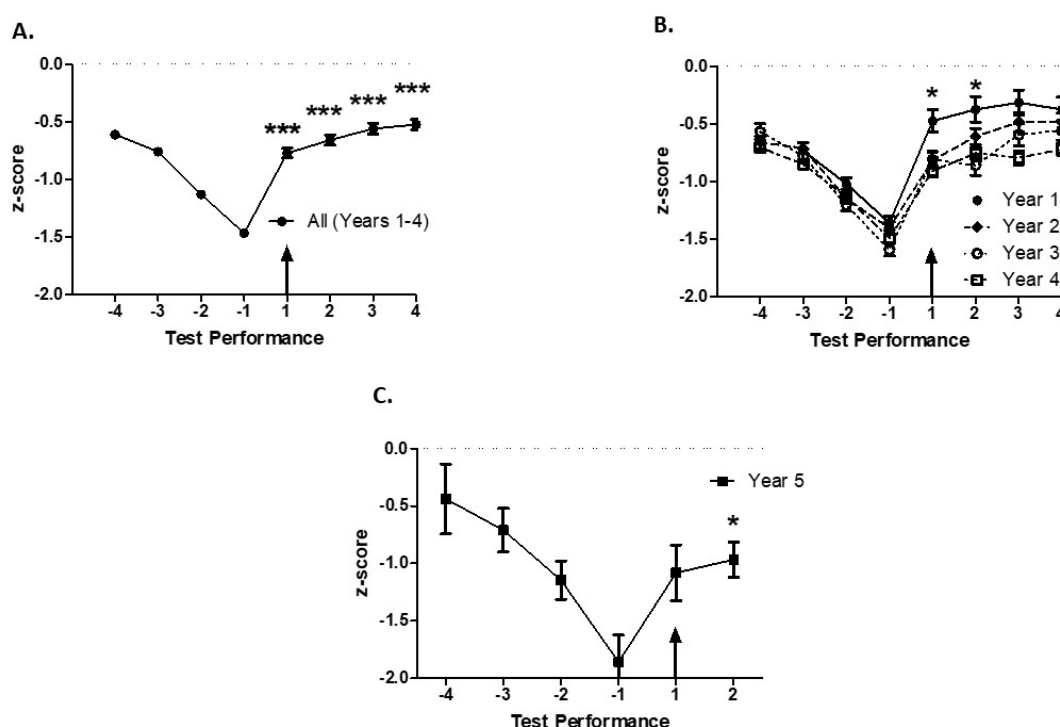 A.
0.0
-0.5
-1.0
-1.5
-2.0
z-score
*** *** *** ***
All (Years 1-4)
-4 -3 -2 -1 1 2 3 4
Test Performance
B.
0.0
-0.5
-1.0
-1.5
-2.0
z-score
* *
Year 1
Year 2
Year 3
Year 4
-4 -3 -2 -1 1 2 3 4
Test Performance
C.
0.0
-0.5
-1.0
-1.5
-2.0
z-score
Year 5
*
-4 -3 -2 -1 1 2
Test Performance